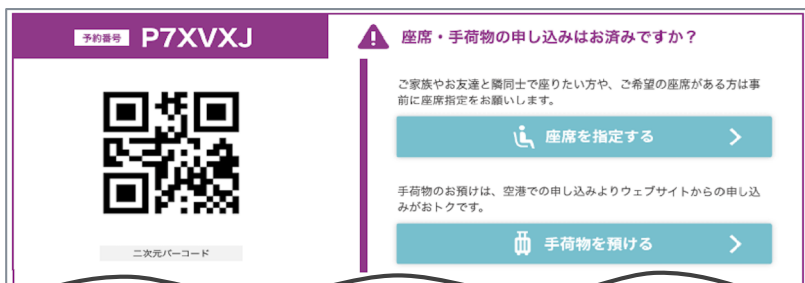 予約番号 P7XVXJ
二次元バーコード
座席・手荷物の申し込みはお済みですか？
ご家族やお友達と隣同士で座りたい方や、ご希望の座席がある方は事
前に座席指定をお願いします。
座席を指定する
手荷物のお預けは、空港での申し込みよりウェブサイトからの申し込
みがおトクです。
手荷物を預ける